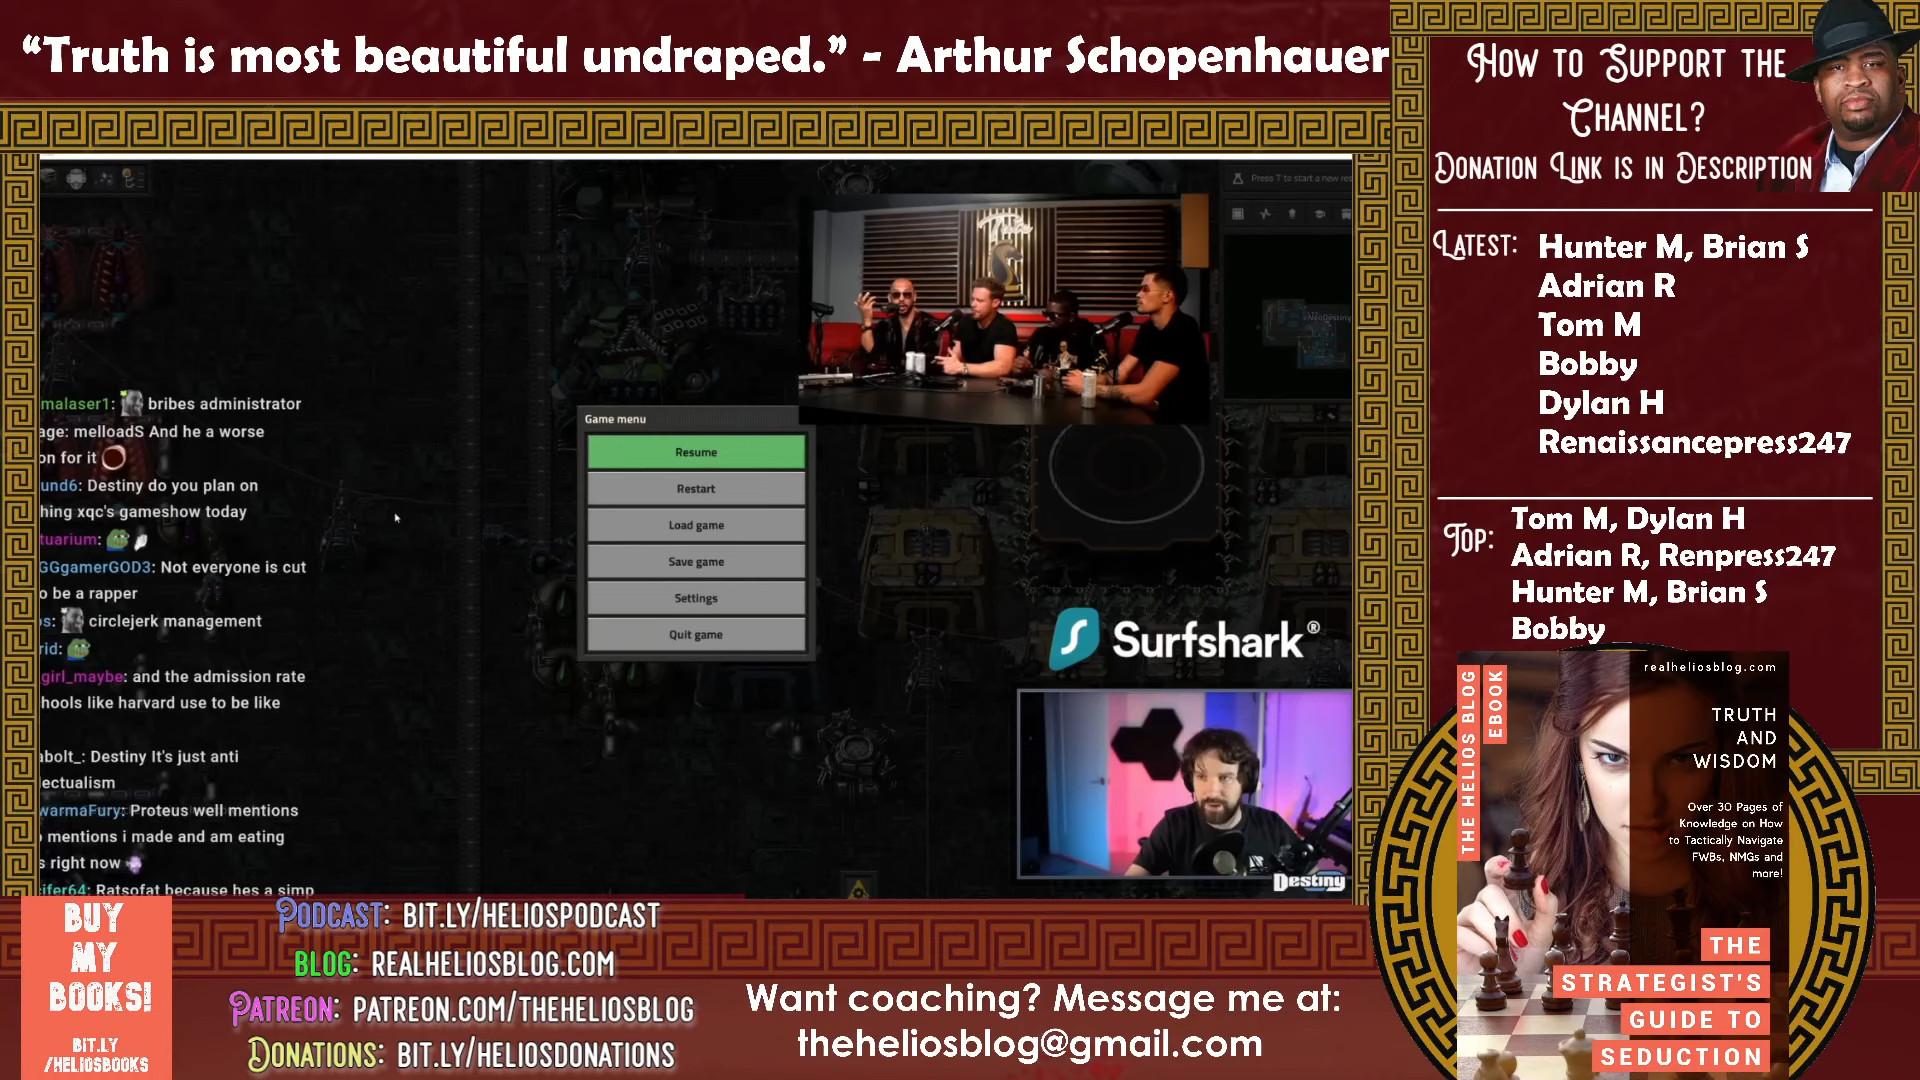 “Truth is most beautiful undraped.” - Arthur Schopenhauer
How to Support the
Channel?
Donation Link is in Description
Latest: Hunter M, Brian S
Adrian R
Tom M
Bobby
Dylan H
Renaissancepress247
Top: Tom M, Dylan H
Adrian R, Renpress247
Hunter M, Brian S
Bobby
Press T to start a new res
malaser1: bribes administrator
age: melloadS And he a worse
on for it
und6: Destiny do you plan on
hing xqc's gameshow today
tuarium:
GGgamerGOD3: Not everyone is cut
o be a rapper
os: circlejerk management
rid:
girl_maybe: and the admission rate
hools like harvard use to be like
abolt_: Destiny It's just anti
lectualism
warmaFury: Proteus well mentions
mentions i made and am eating
s right now
ifer64: Ratsofat because hes a simp
Game menu
Resume
Restart
Load game
Save game
Settings
Quit game
Surfshark®
Destiny
THE HELIOS BLOG
EBOOK
realheliosblog.com
TRUTH
AND
WISDOM
Over 30 Pages of
Knowledge on How
to Tactically Navigate
FWBs, NMGs and
more!
THE
STRATEGIST'S
GUIDE TO
SEDUCTION
BUY
MY
BOOKS!
BIT.LY
/HELIOSBOOKS
Podcast: bit.ly/heliospodcast
Blog: realheliosblog.com
Patreon: patreon.com/theheliosblog
Donations: bit.ly/heliosdonations
Want coaching? Message me at:
theheliosblog@gmail.com